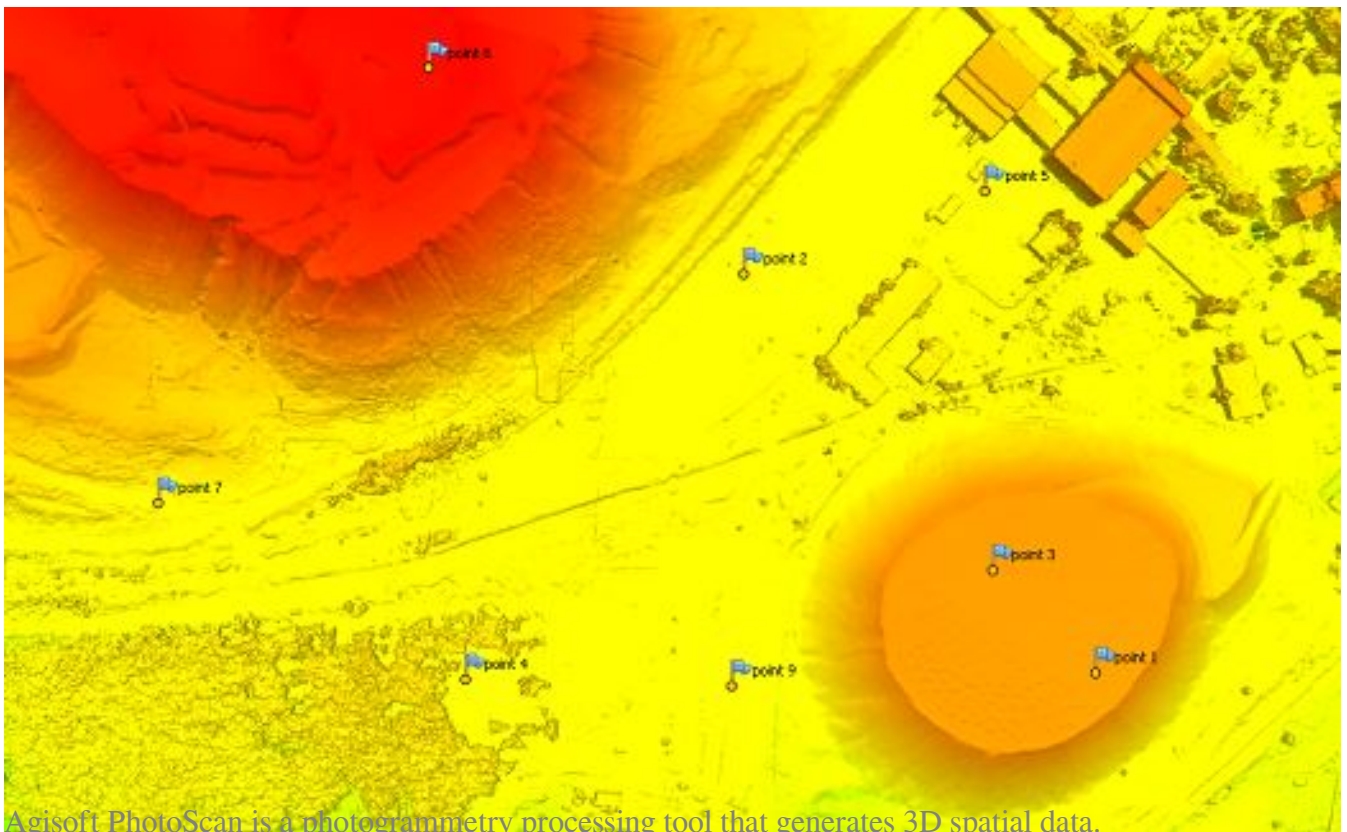 point 6
point 5
point 2
point 7
point 3
point 4
point 9
point 1
Agisoft PhotoScan is a photogrammetry processing tool that generates 3D spatial data.